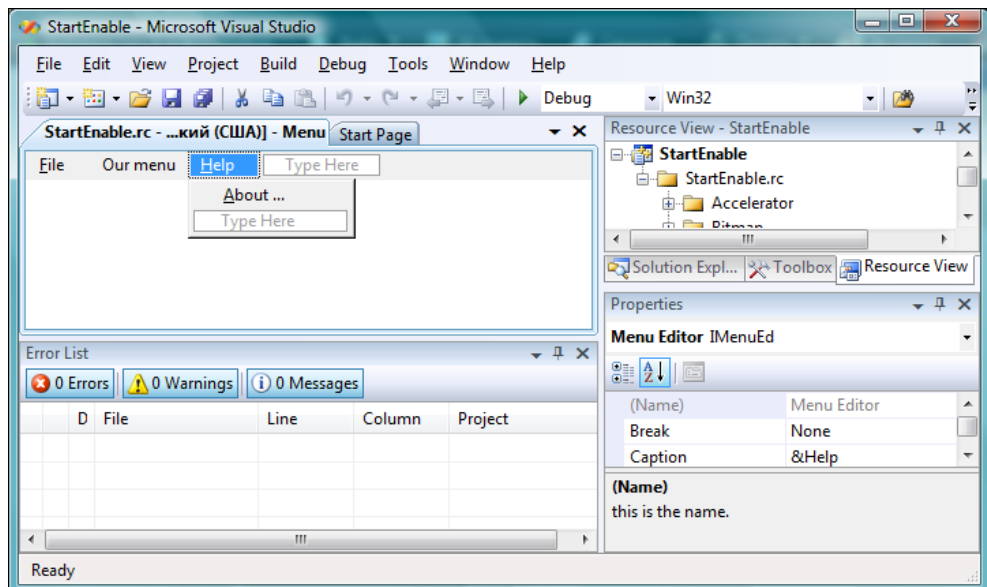 StartEnable - Microsoft Visual Studio
File Edit View Project Build Debug Tools Window Help
Debug Win32
StartEnable.rc - ...кий (США)] - Menu Start Page
File Our menu Help Type Here
About ...
Type Here
Resource View - StartEnable
StartEnable
StartEnable.rc
Accelerator
Bitmap
Solution Expl... Toolbox Resource View
Properties
Menu Editor IMenuEd
(Name) Menu Editor
Break None
Caption &Help
(Name)
this is the name.
Error List
0 Errors 0 Warnings 0 Messages
D File Line Column Project
Ready